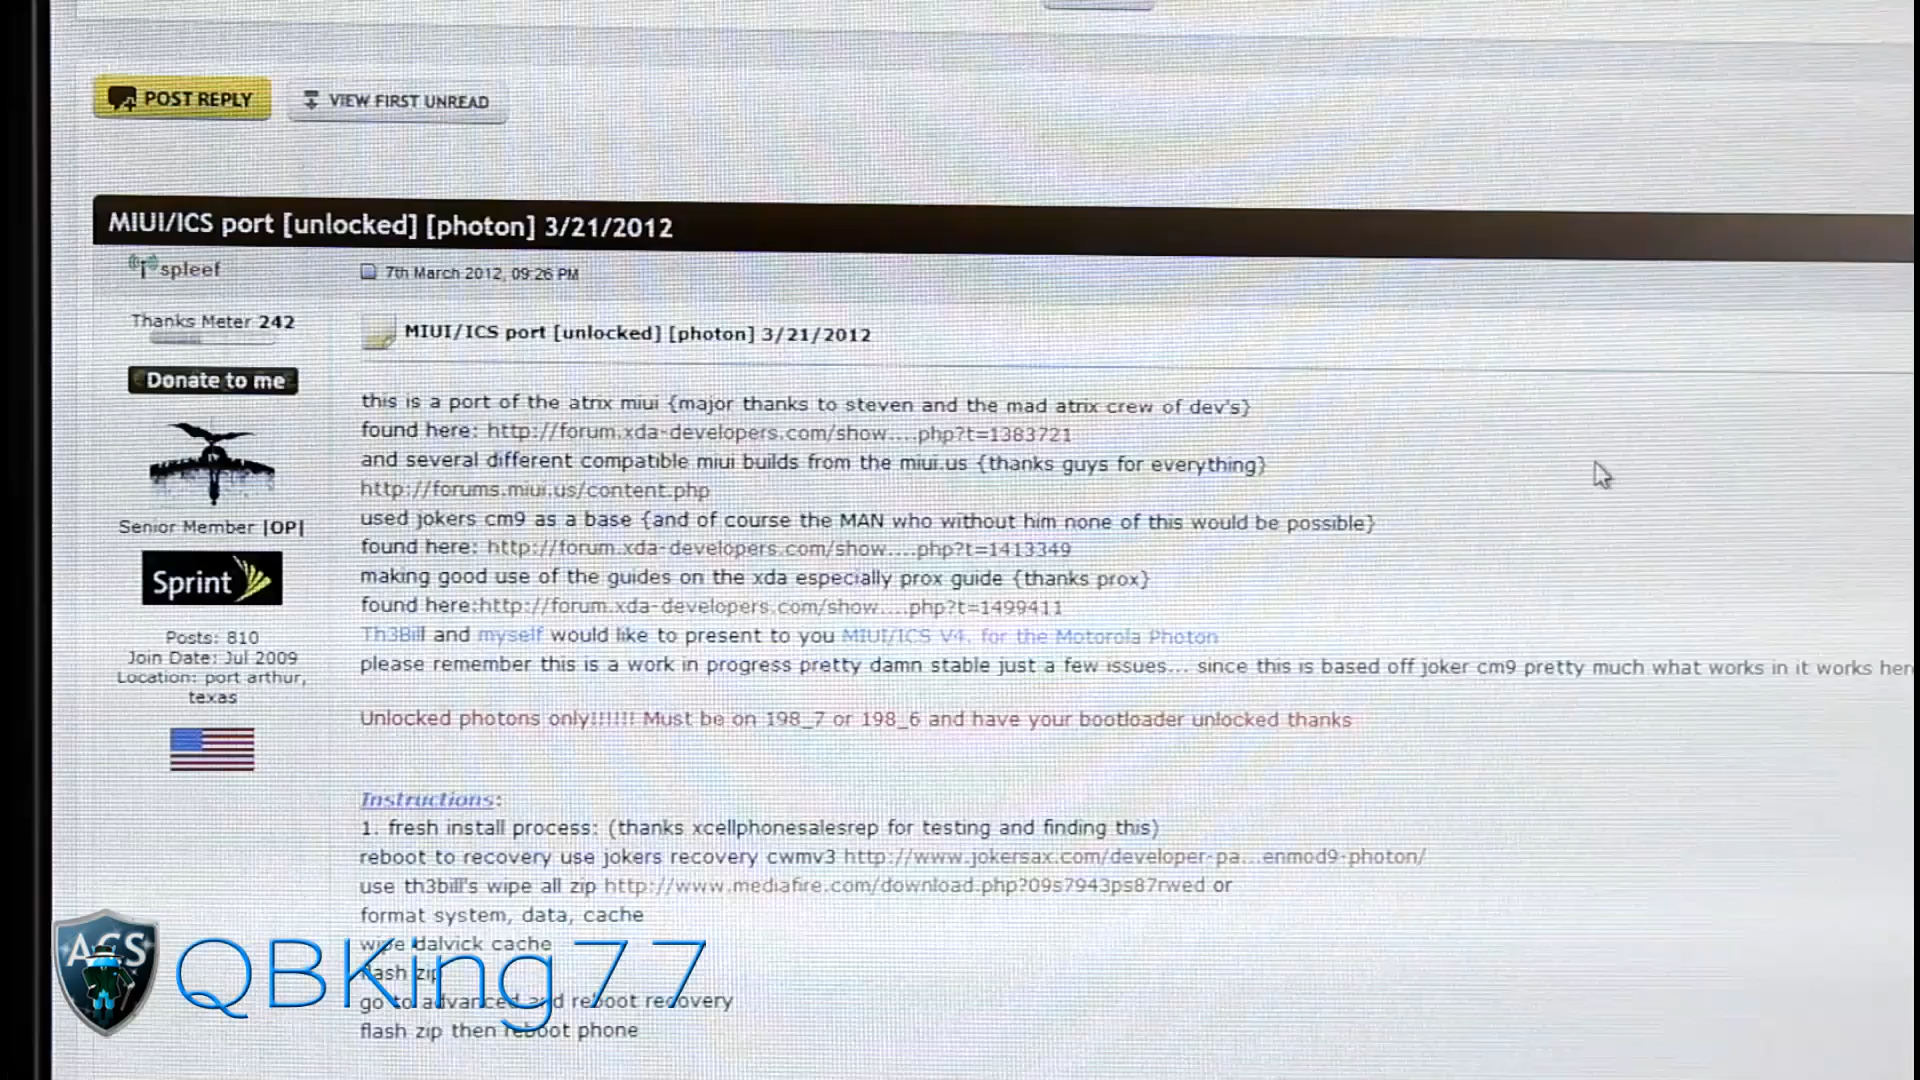 POST REPLY
VIEW FIRST UNREAD
MIUI/ICS port [unlocked] [photon] 3/21/2012
spleef
7th March 2012, 09:26 PM
Thanks Meter 242
MIUI/ICS port [unlocked] [photon] 3/21/2012
Donate to me
this is a port of the atrix miui {major thanks to steven and the mad atrix crew of dev's}
found here: http://forum.xda-developers.com/show....php?t=1383721
and several different compatible miui builds from the miui.us {thanks guys for everything}
http://forums.miui.us/content.php
used jokers cm9 as a base {and of course the MAN who without him none of this would be possible}
Senior Member |OP|
found here: http://forum.xda-developers.com/show....php?t=1413349
making good use of the guides on the xda especially prox guide {thanks prox}
Sprint
found here:http://forum.xda-developers.com/show....php?t=1499411
Th3Bill and myself would like to present to you MIUI/ICS V4. for the Motorola Photon
Posts: 810
Join Date: Jul 2009
Location: port arthur,
texas
please remember this is a work in progress pretty damn stable just a few issues... since this is based off joker cm9 pretty much what works in it works her
Unlocked photons only!!!!!! Must be on 198_7 or 198_6 and have your bootloader unlocked thanks
Instructions:
1. fresh install process: (thanks xcellphonesalesrep for testing and finding this)
reboot to recovery use jokers recovery cwmv3 http://www.jokersax.com/developer-pa...enmod9-photon/
use th3bill's wipe all zip http://www.mediafire.com/download.php?09s7943ps87rwed or
format system, data, cache
wipe dalvick cache
flash zip
go to advanced and reboot recovery
flash zip then reboot phone
ACS
QBKing77